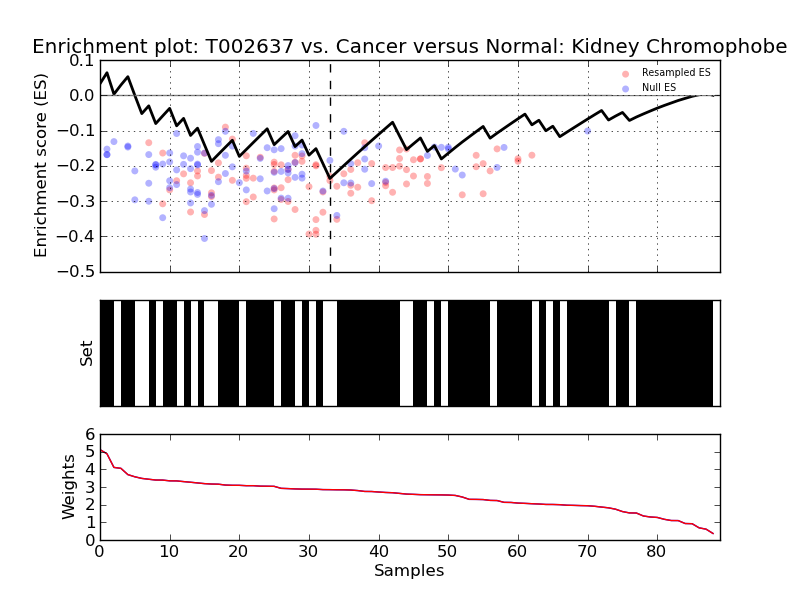 Enrichment plot: T002637 vs. Cancer versus Normal: Kidney Chromophobe
Enrichment score (ES)
0.1
0.0
−0.1
−0.2
−0.3
−0.4
−0.5
Resampled ES
Null ES
Set
Weights
6
5
4
3
2
1
0
0 10 20 30 40 50 60 70 80
Samples